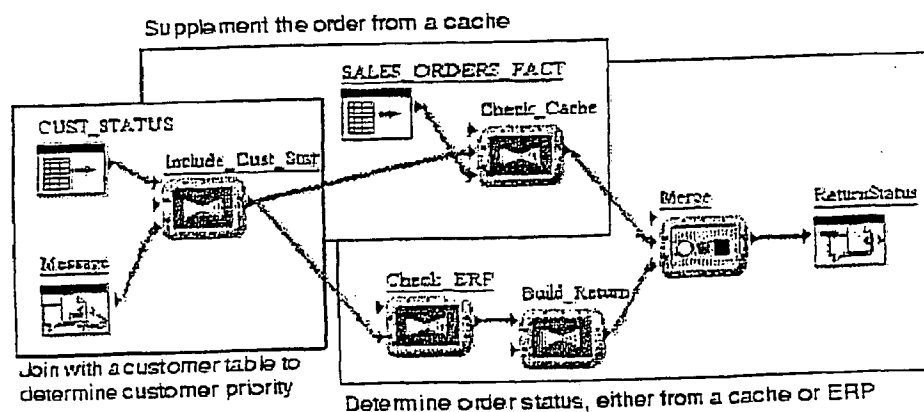 Supplament the order from a cache
SALES_ORDERS_FACT
Check_Cache
CUST_STATUS
Include_Cust_Stat
Merge
ReturnStatus
Message
Check_ERP
Build_Return
Join with a customer table to
determine customer priority
Determine order status, either from a cache or ERP